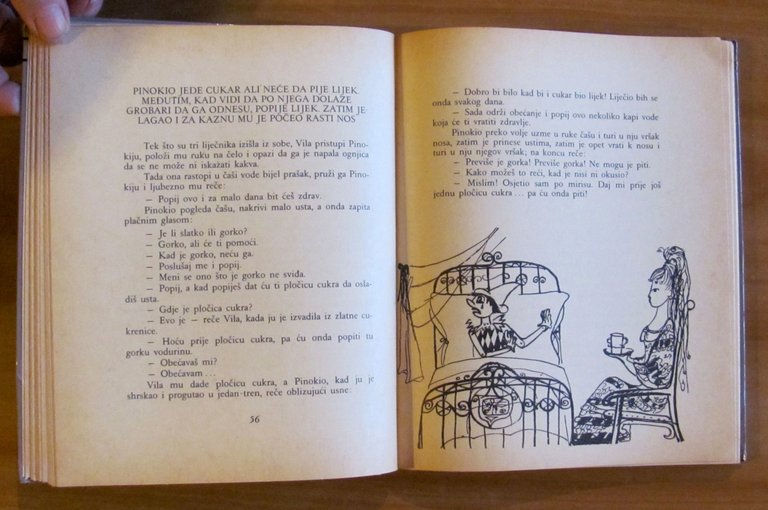 PINOKIO JEDE CUKAR ALI NEĆE DA PIJE LIJEK.
MEĐUTIM, KAD VIDI DA PO NJEGA DOLAZE
GROBARI DA GA ODNESU, POPIJE LIJEK. ZATIM JE
LAGAO I ZA KAZNU MU JE POČEO RASTI NOS
Tek što su tri liječnika izišla iz sobe, Vila pristupi Pino-
kiju, položi mu ruku na čelo i opazi da ga je napala ognjica
da se ne može ni iskazati kakva.
Tada ona rastopi u čaši vode bijel prašak, pruži ga Pino-
kiju i ljubezno mu reče:
— Popij ovo i za malo dana bit ćeš zdrav.
Pinokio pogleda čašu, nakrivi malo usta, a onda zapita
plačnim glasom:
— Je li slatko ili gorko?
— Gorko, ali će ti pomoći.
— Kad je gorko, neću ga.
— Poslušaj me i popij.
— Meni se ono što je gorko ne sviđa.
— Popij, a kad popiješ dat ću ti pločicu cukra da osla-
diš usta.
— Gdje je pločica cukra?
— Evo je — reče Vila, kada ju je izvadila iz zlatne cu-
krenice.
— Hoću prije pločicu cukra, pa ću onda popiti tu
gorku vodurinu.
— Obećavaš mi?
— Obećavam ...
Vila mu dade pločicu cukra, a Pinokio, kad ju je
shrskao i progutao u jedan tren, reče oblizujući usne:
56
— Dobro bi bilo kad bi i cukar bio lijek! Liječio bih se
onda svakog dana.
— Sada održi obećanje i popij ovo nekoliko kapi vode
koja će ti vratiti zdravlje.
Pinokio preko volje uzme u ruke čašu i turi u nju vršak
nosa, zatim je prinese ustima, zatim je opet vrati k nosu i
turi u nju njegov vršak; na koncu reče:
— Previše je gorka! Previše gorka! Ne mogu je piti.
— Kako možeš to reći, kad je nisi ni okusio?
— Mislim! Osjetio sam po mirisu. Daj mi prije još
jednu pločicu cukra ... pa ću onda piti!